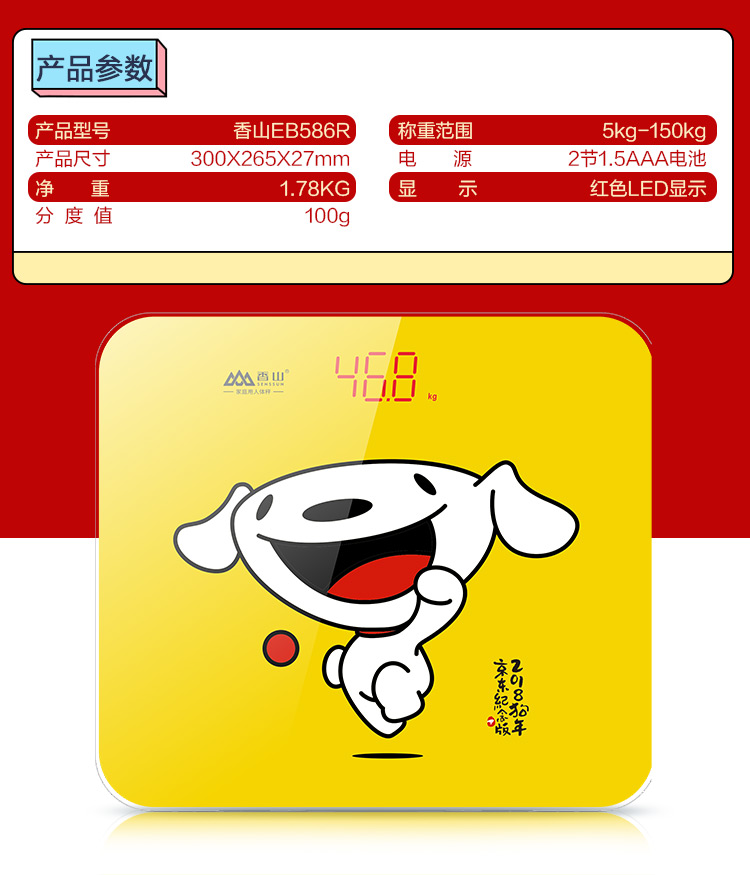 产品参数
产品型号 香山EB586R
称重范围 5kg-150kg
产品尺寸 300X265X27mm
电 源 2节1.5AAA电池
净 重 1.78KG
显 示 红色LED显示
分 度 值 100g
香山®
SENSSUN
家庭用人体秤
46.8 kg
2018狗年
京东紀念版